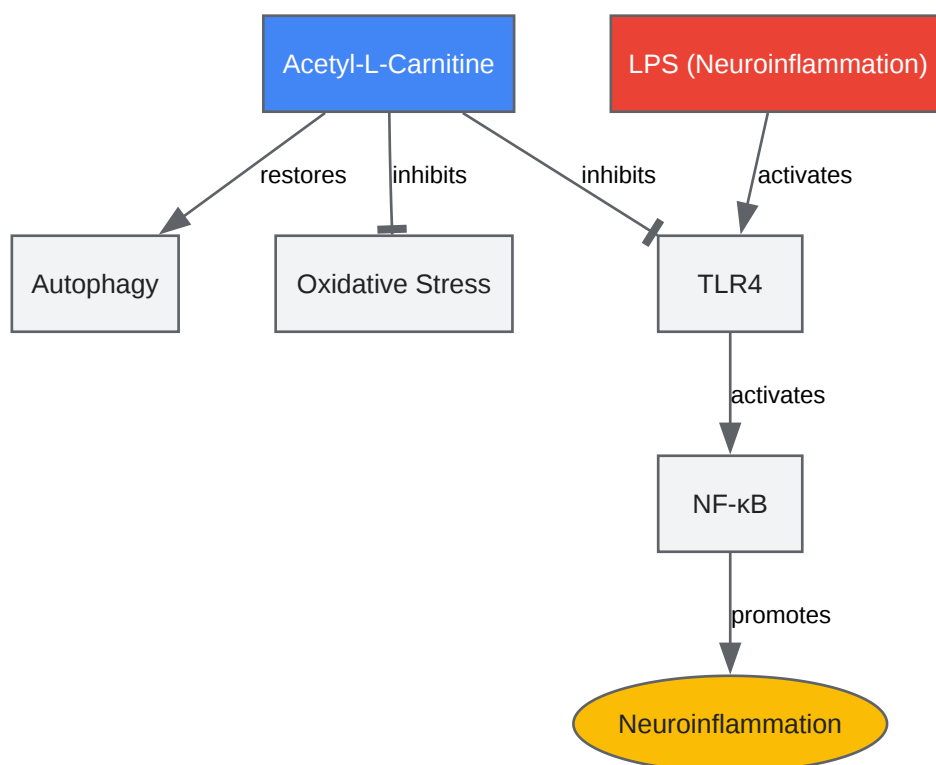 Acetyl-L-Carnitine
LPS (Neuroinflammation)
restores
inhibits
inhibits
activates
Autophagy
Oxidative Stress
TLR4
activates
NF-κB
promotes
Neuroinflammation